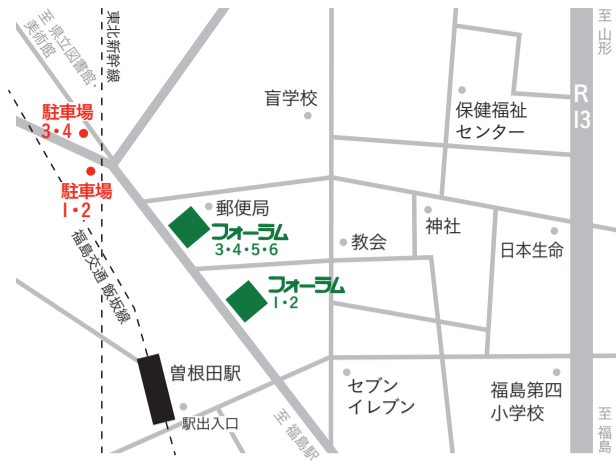 至 県立図書館・
美術館
東北新幹線
至 山形
R
13
駐車場
3・4
盲学校
保健福祉
センター
駐車場
1・2
郵便局
フォーラム
3・4・5・6
教会
神社
日本生命
福島交通 飯坂線
フォーラム
1・2
曽根田駅
駅出入口
至 福島駅
セブン
イレブン
福島第四
小学校
至 福島